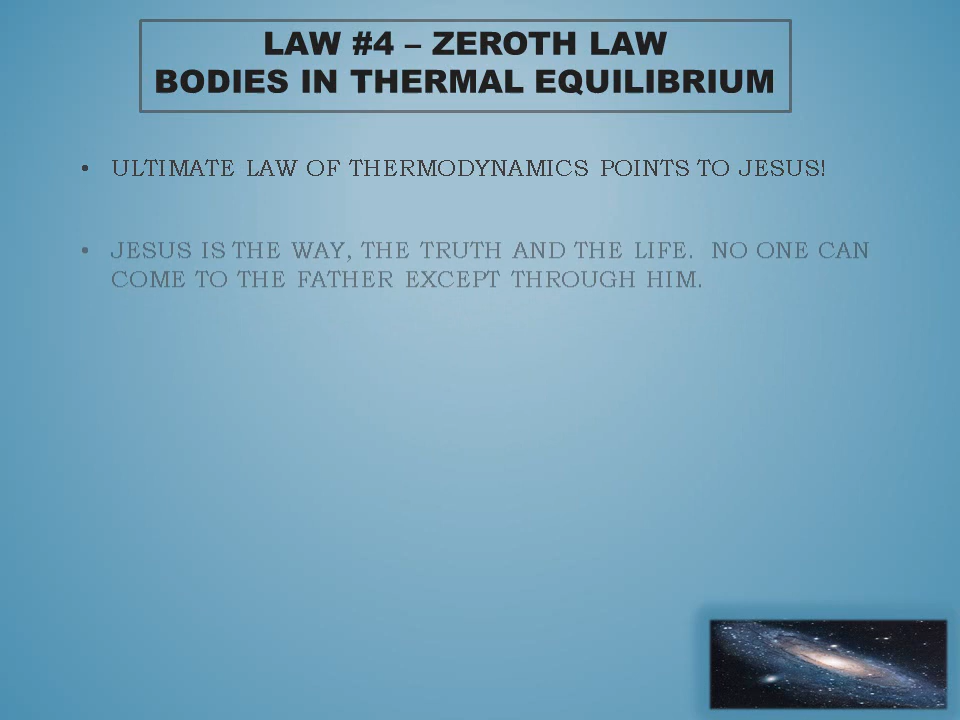 LAW #4 – ZEROTH LAW
BODIES IN THERMAL EQUILIBRIUM
• ULTIMATE LAW OF THERMODYNAMICS POINTS TO JESUS!
• JESUS IS THE WAY, THE TRUTH AND THE LIFE. NO ONE CAN
COME TO THE FATHER EXCEPT THROUGH HIM.